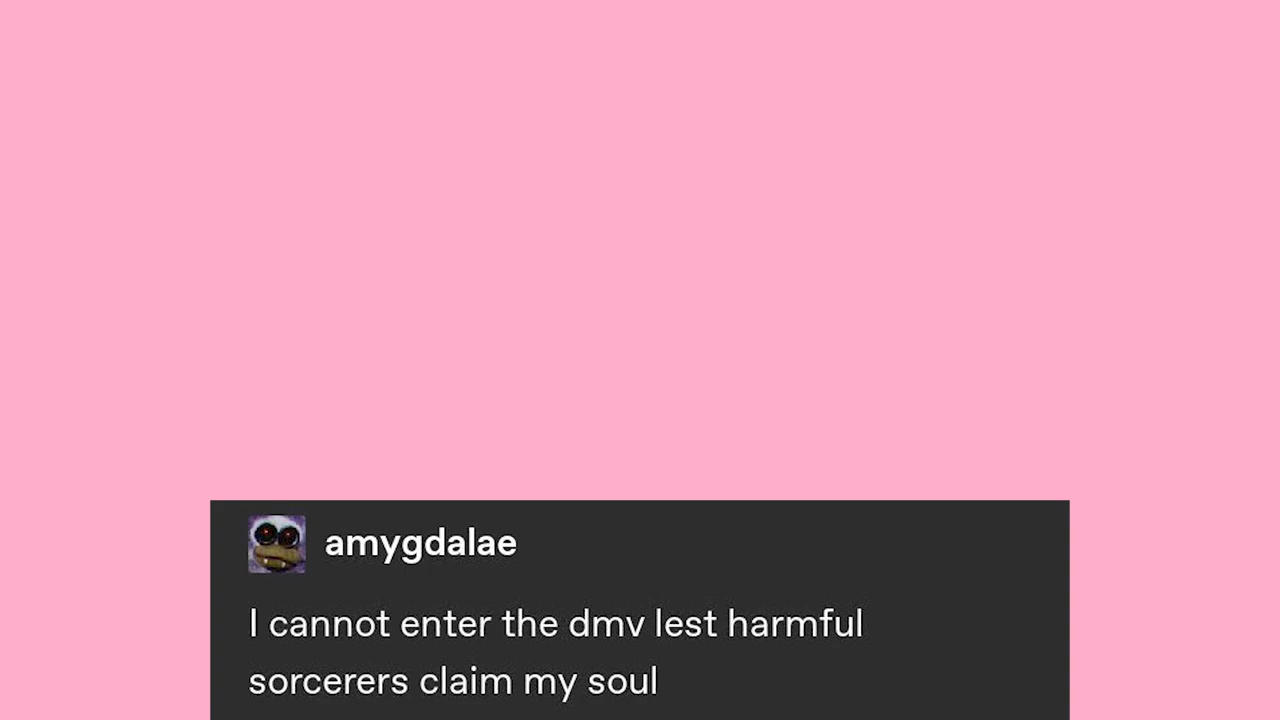 amygdalae
I cannot enter the dmv lest harmful
sorcerers claim my soul